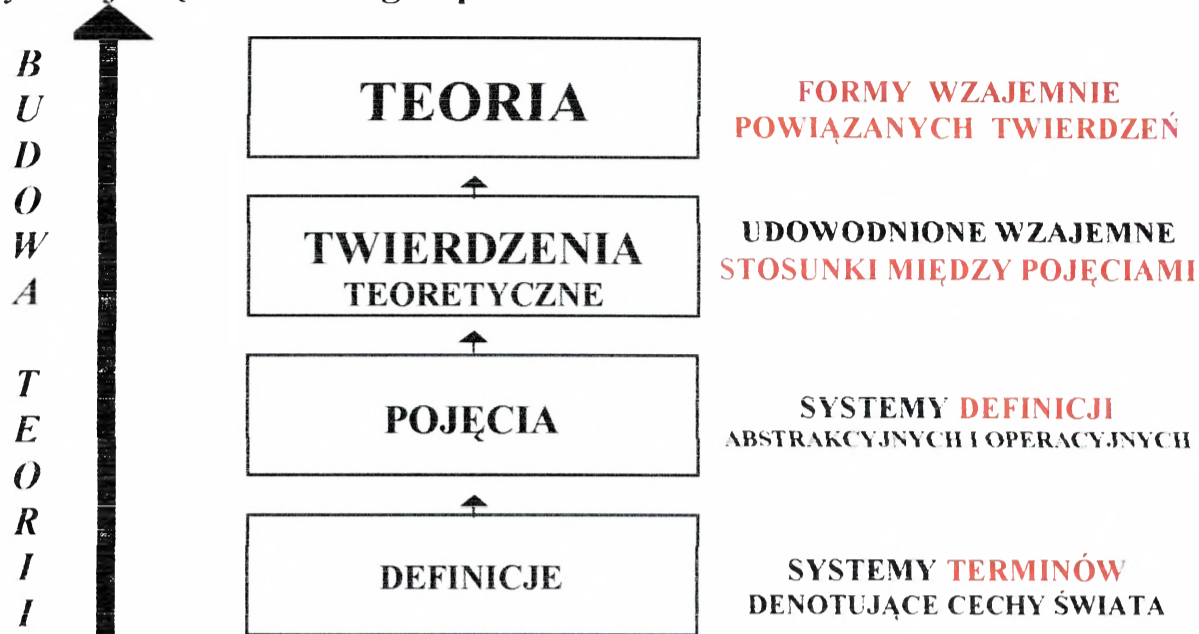 BUDOWA TEORII
TEORIA
FORMY WZAJEMNIE
POWIĄZANYCH TWIERDZEŃ
TWIERDZENIA
TEORETYCZNE
UDOWODNIONE WZAJEMNE
STOSUNKI MIĘDZY POJĘCIAMI
POJĘCIA
SYSTEMY DEFINICJI
ABSTRAKCYJNYCH I OPERACYJNYCH
DEFINICJE
SYSTEMY TERMINÓW
DENOTUJĄCE CECHY ŚWIATA